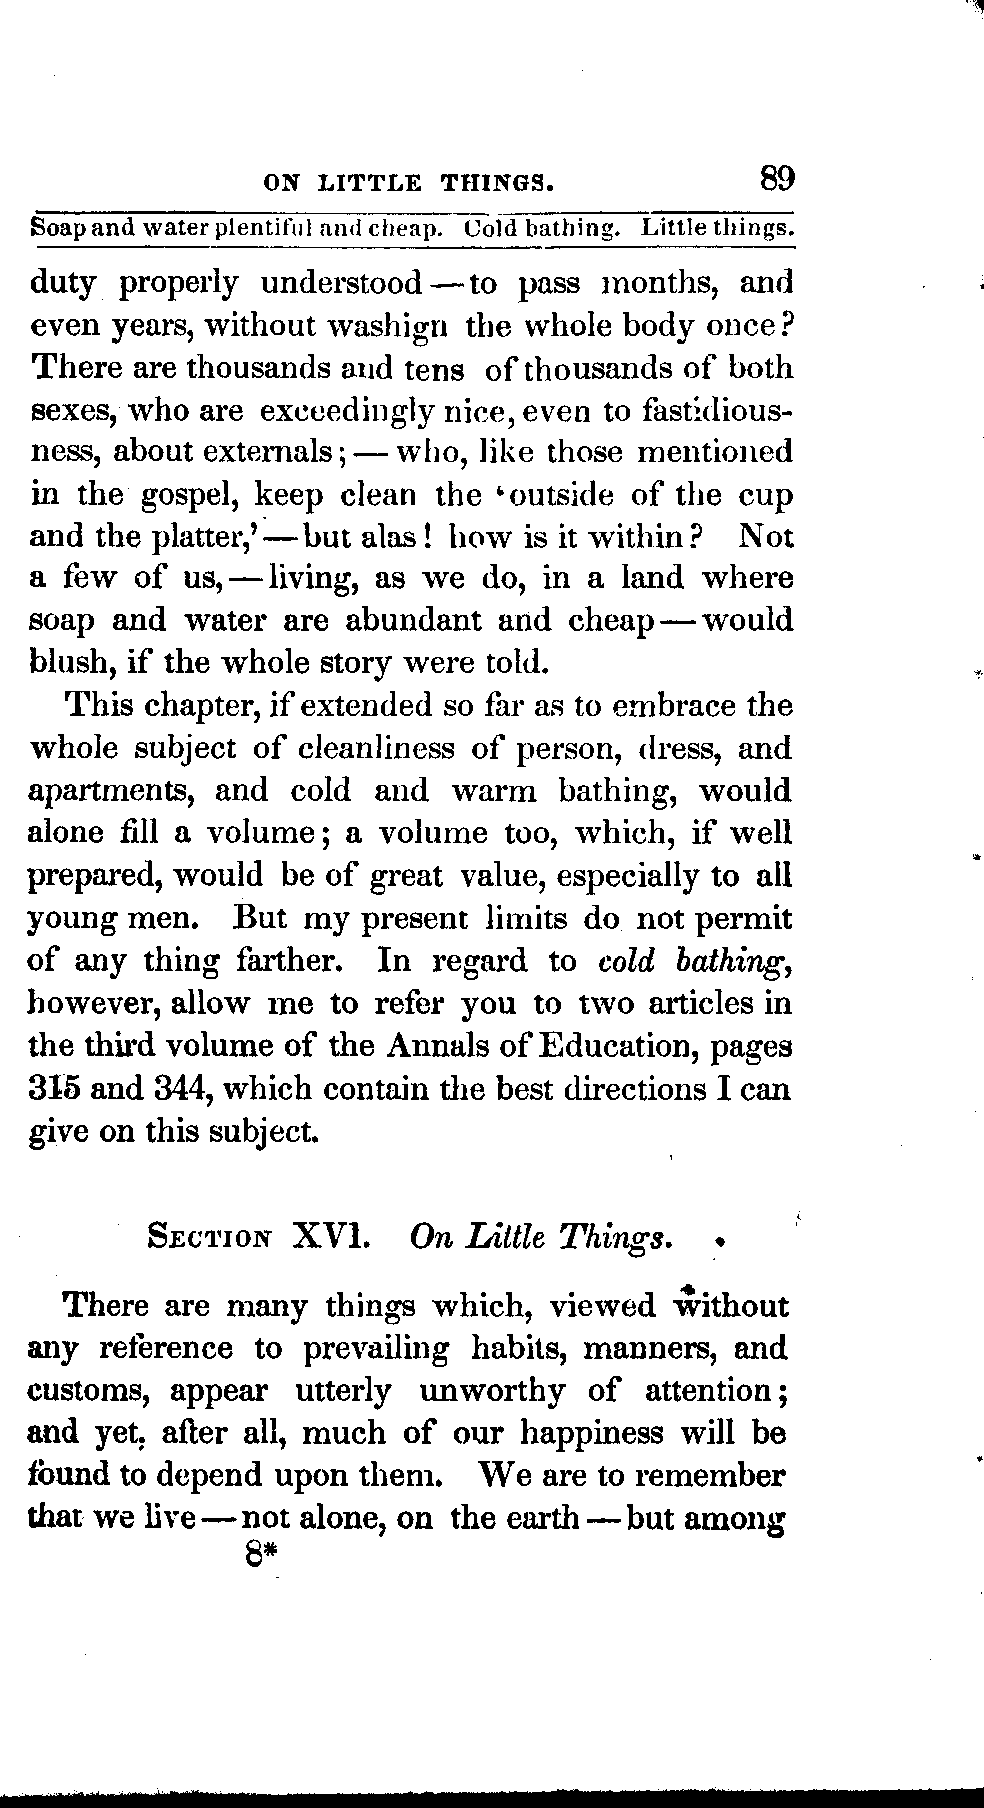 ON LITTLE THINGS. 89
Soap and water plentiful and cheap. Cold bathing. Little things.
duty properly understood — to pass months, and
even years, without washign the whole body once?
There are thousands and tens of thousands of both
sexes, who are exceedingly nice, even to fastidious-
ness, about externals; — who, like those mentioned
in the gospel, keep clean the ‘outside of the cup
and the platter,’ — but alas! how is it within? Not
a few of us, — living, as we do, in a land where
soap and water are abundant and cheap — would
blush, if the whole story were told.
This chapter, if extended so far as to embrace the
whole subject of cleanliness of person, dress, and
apartments, and cold and warm bathing, would
alone fill a volume; a volume too, which, if well
prepared, would be of great value, especially to all
young men. But my present limits do not permit
of any thing farther. In regard to cold bathing,
however, allow me to refer you to two articles in
the third volume of the Annals of Education, pages
315 and 344, which contain the best directions I can
give on this subject.
SECTION XVI. On Little Things.
There are many things which, viewed without
any reference to prevailing habits, manners, and
customs, appear utterly unworthy of attention;
and yet, after all, much of our happiness will be
found to depend upon them. We are to remember
that we live — not alone, on the earth — but among
8*